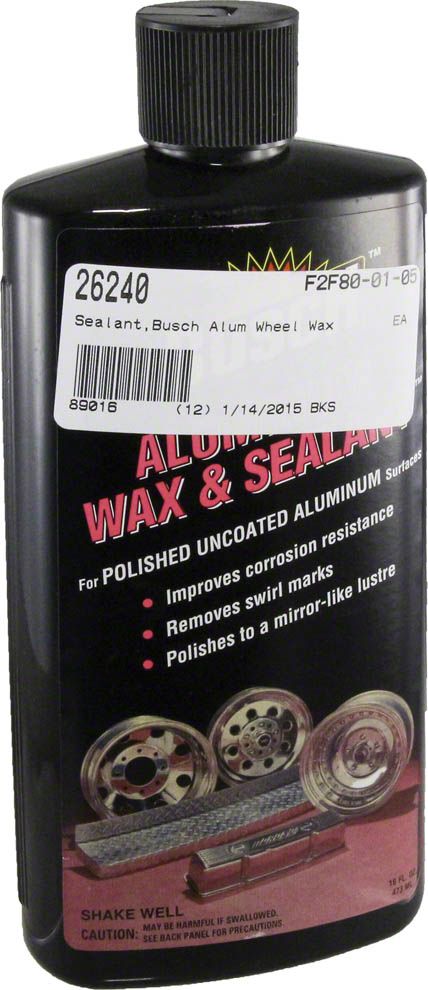 26240 F2F80-01-05
Sealant,Busch Alum Wheel Wax EA
89016 (12) 1/14/2015 BKS
TM
WAX & SEALANT
For POLISHED UNCOATED ALUMINUM Surfaces
• Improves corrosion resistance
• Removes swirl marks
• Polishes to a mirror-like lustre
SHAKE WELL
CAUTION: MAY BE HARMFUL IF SWALLOWED.
SEE BACK PANEL FOR PRECAUTIONS.
16 FL. OZ.
473 ML